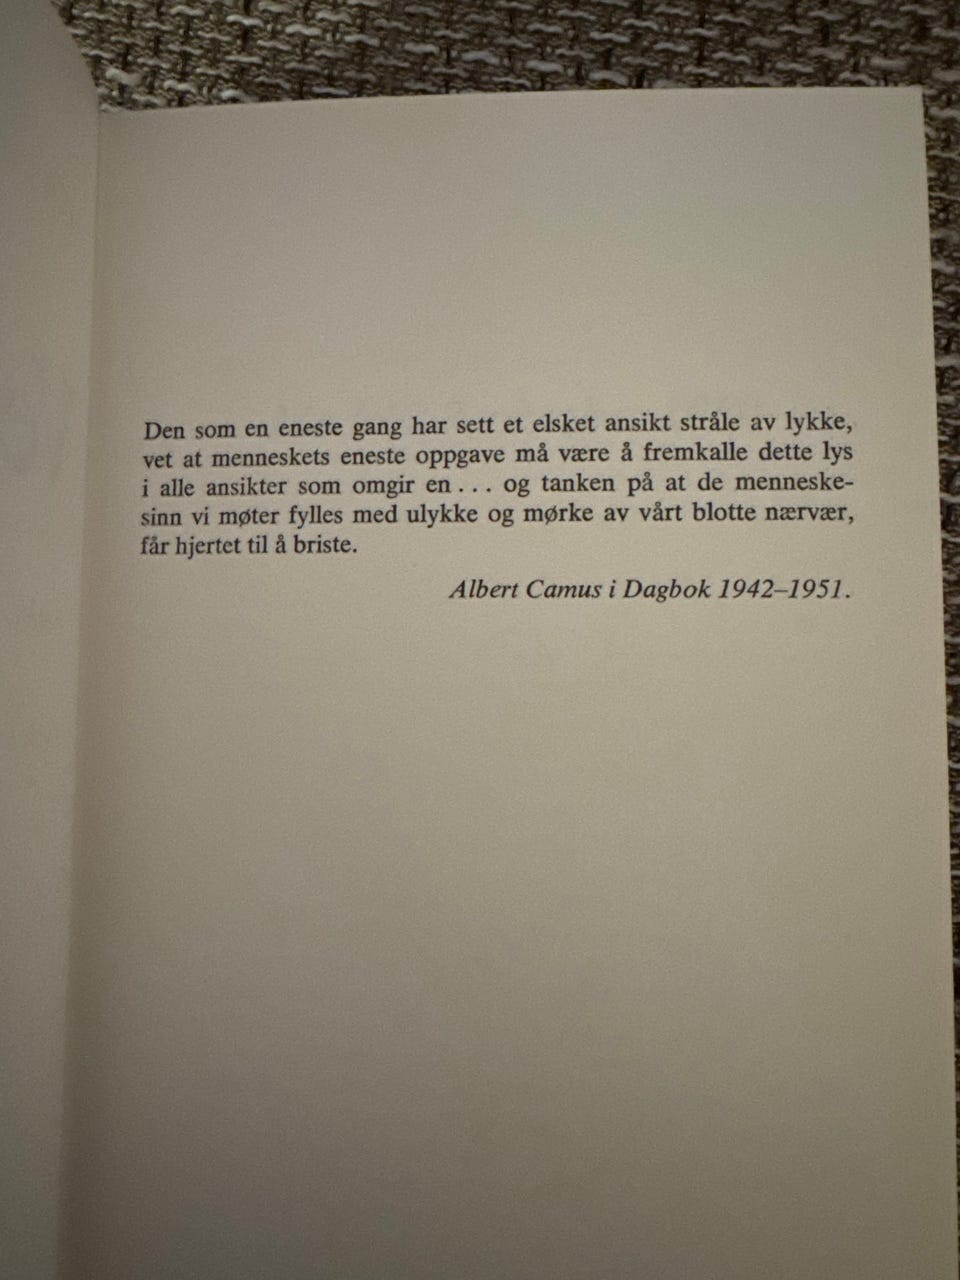 Den som en eneste gang har sett et elsket ansikt stråle av lykke,
vet at menneskets eneste oppgave må være å fremkalle dette lys
i alle ansikter som omgir en . . . og tanken på at de menneske-
sinn vi møter fylles med ulykke og mørke av vårt blotte nærvær,
får hjertet til å briste.
Albert Camus i Dagbok 1942–1951.